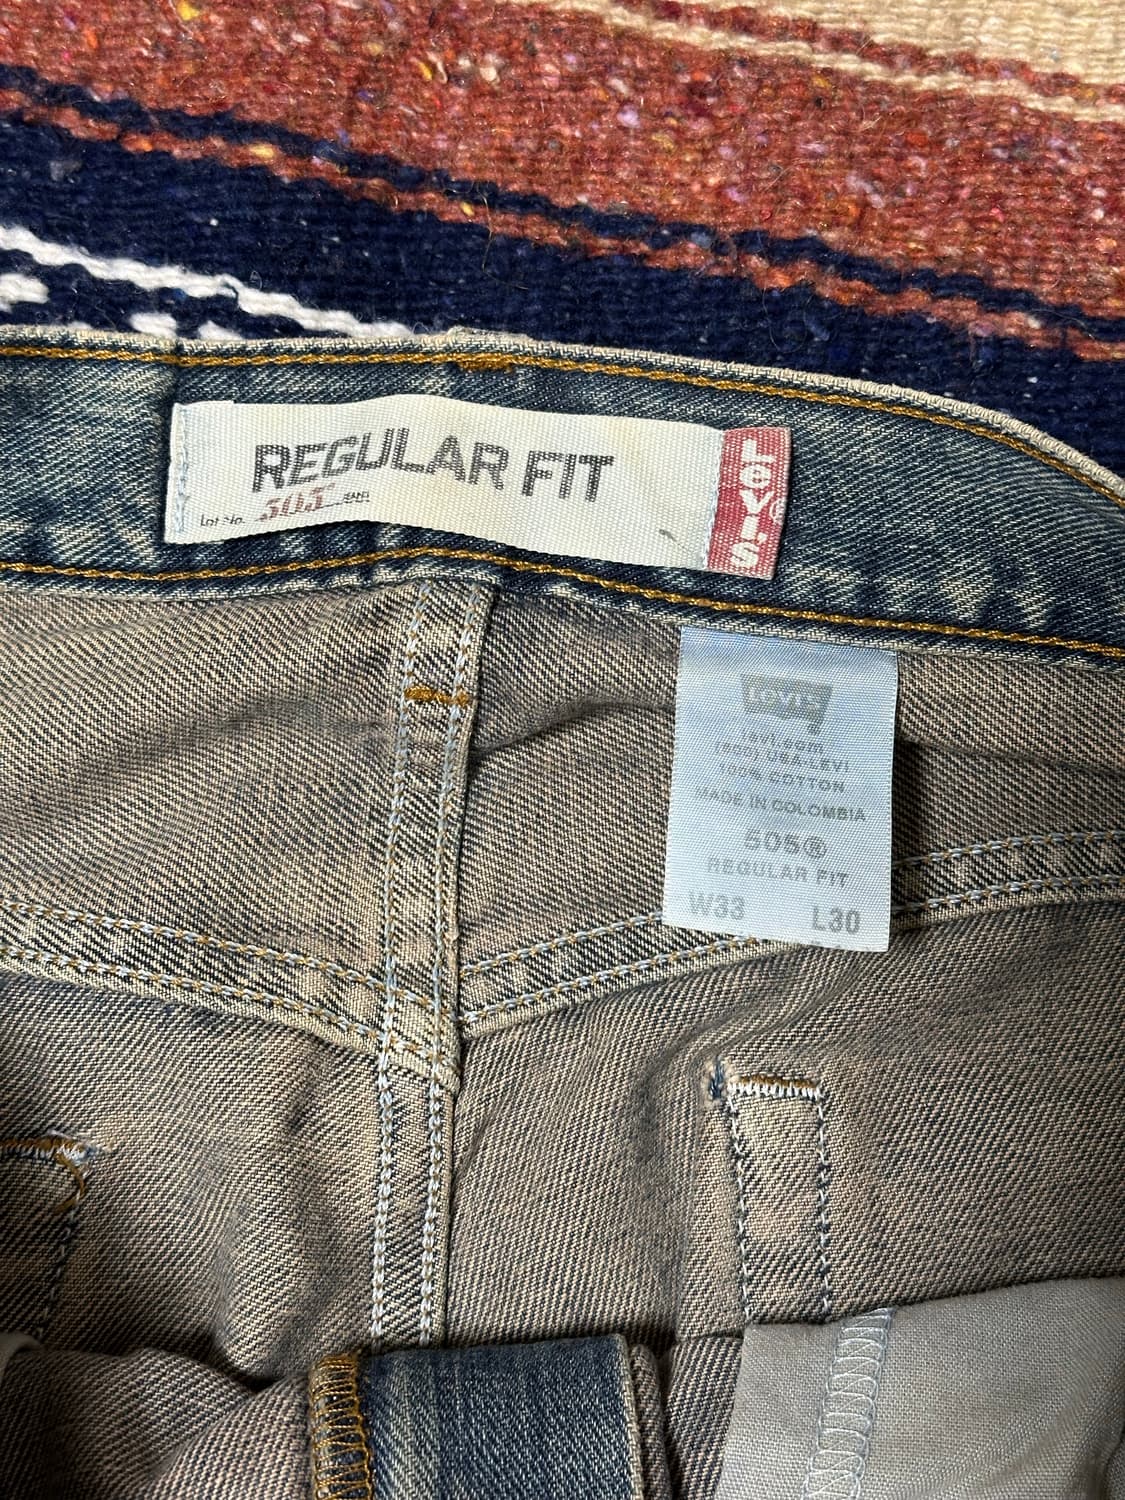 REGULAR FIT
Lot No. 505 JEANS
Levi's®
Levi's
®
levi.com
(800) USA-LEVI
100% COTTON
MADE IN COLOMBIA
505®
REGULAR FIT
W33 L30